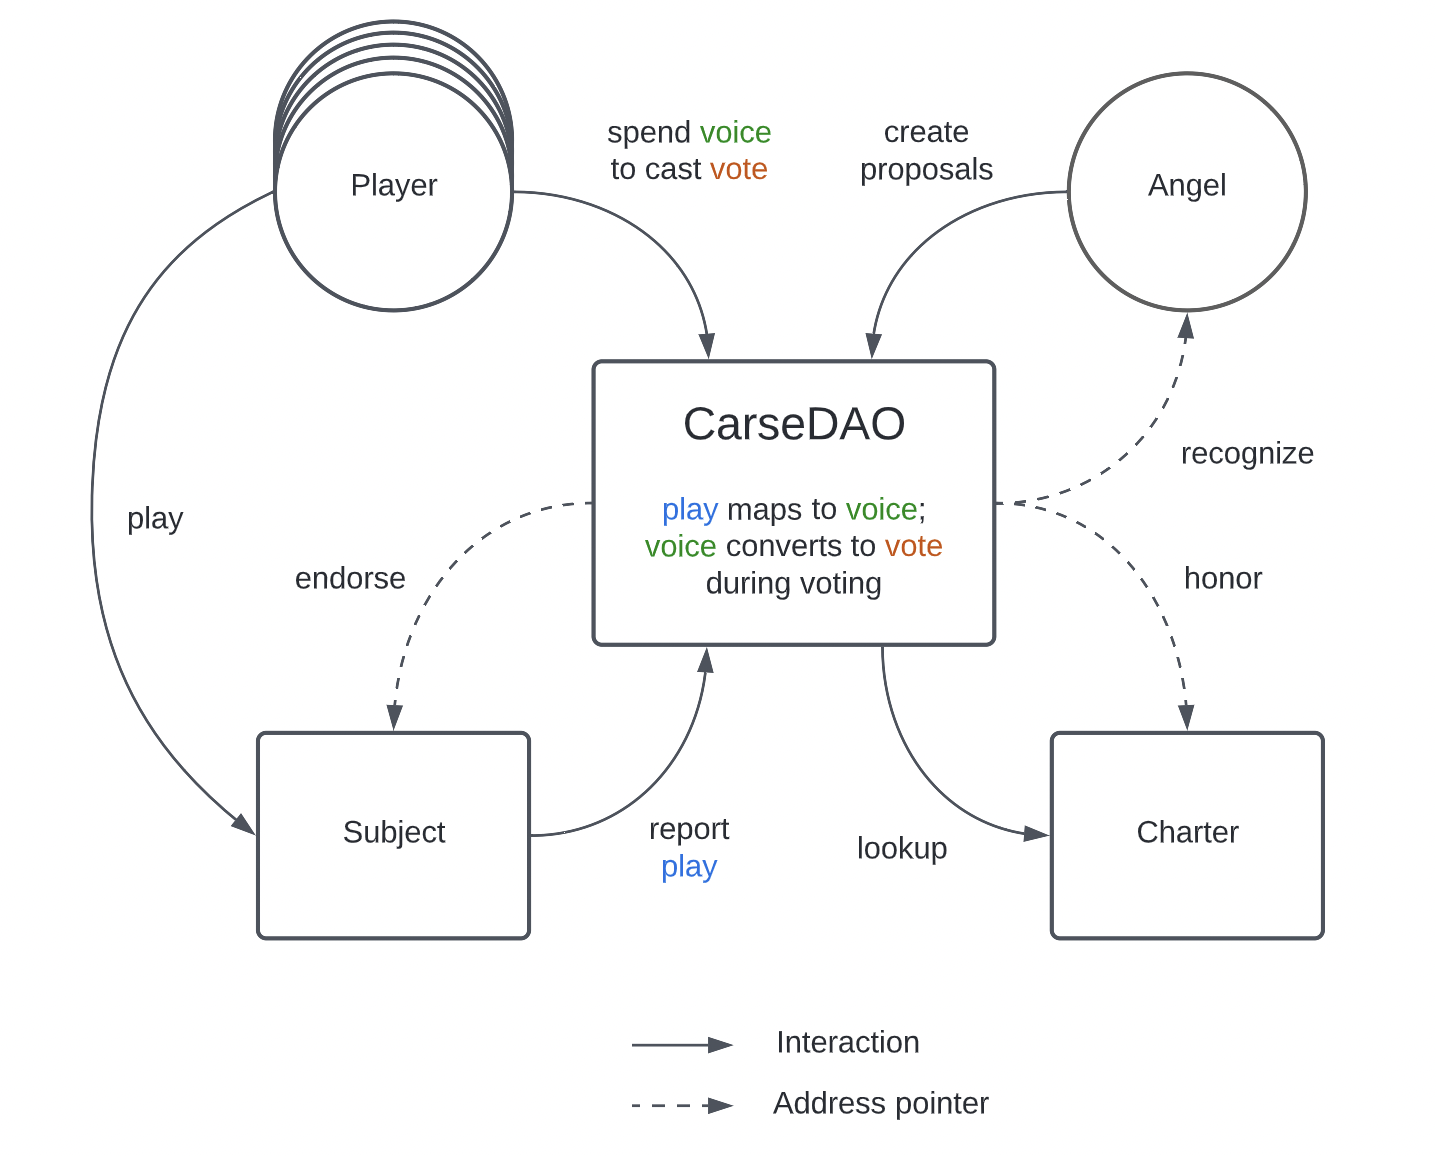 Player
spend voice
to cast vote
create
proposals
Angel
CarseDAO
play maps to voice;
voice converts to vote
during voting
recognize
play
endorse
honor
Subject
report
play
lookup
Charter
Interaction
Address pointer